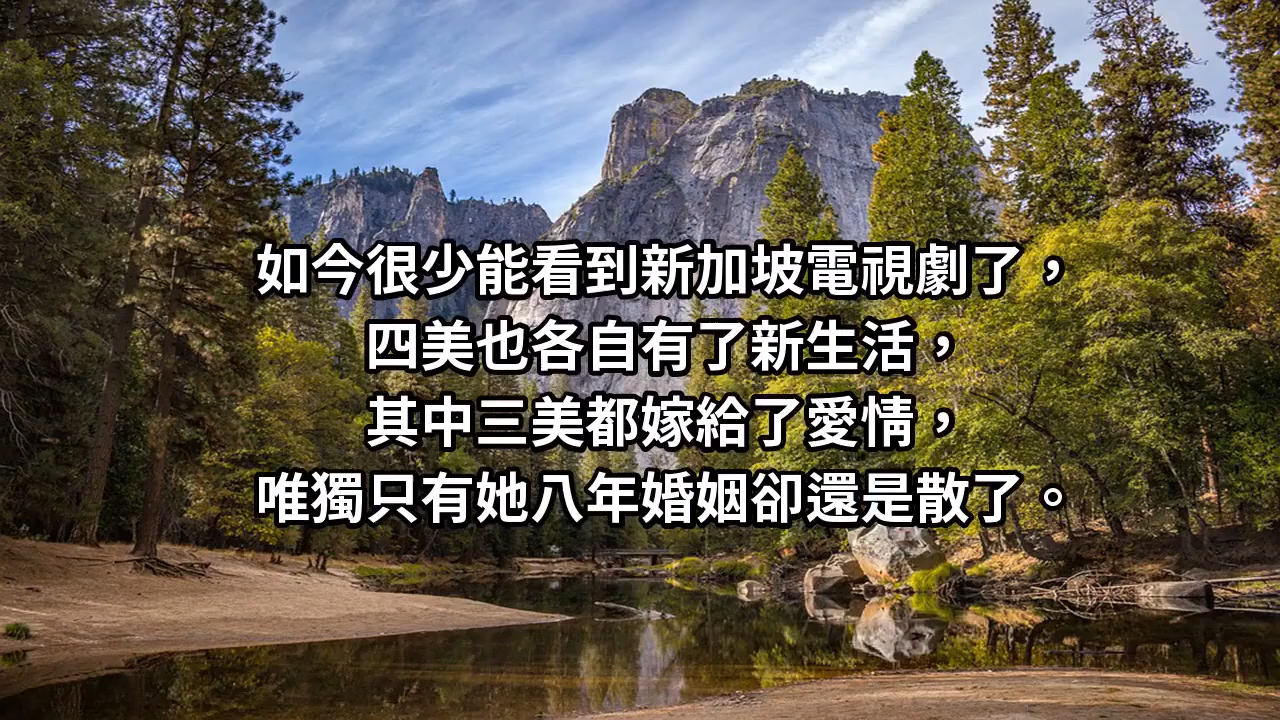 如今很少能看到新加坡電視劇了，
四美也各自有了新生活，
其中三美都嫁給了愛情，
唯獨只有她八年婚姻卻還是散了。